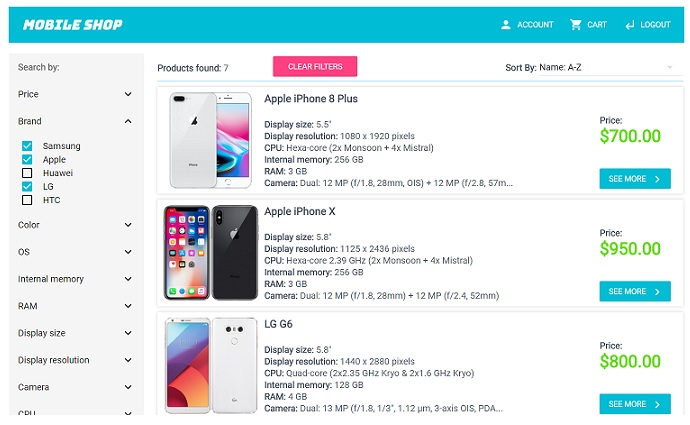 MOBILE SHOP
ACCOUNT
CART
LOGOUT
Search by:
Price
Brand
Samsung
Apple
Huawei
LG
HTC
Color
OS
Internal memory
RAM
Display size
Display resolution
Camera
CPU
Products found: 7
CLEAR FILTERS
Sort By: Name: A-Z
Apple iPhone 8 Plus
Display size: 5.5"
Display resolution: 1080 x 1920 pixels
CPU: Hexa-core (2x Monsoon + 4x Mistral)
Internal memory: 256 GB
RAM: 3 GB
Camera: Dual: 12 MP (f/1.8, 28mm, OIS) + 12 MP (f/2.8, 57m...
Price:
$700.00
SEE MORE
Apple iPhone X
Display size: 5.8"
Display resolution: 1125 x 2436 pixels
CPU: Hexa-core 2.39 GHz (2x Monsoon + 4x Mistral)
Internal memory: 256 GB
RAM: 3 GB
Camera: Dual: 12 MP (f/1.8, 28mm) + 12 MP (f/2.4, 52mm)
Price:
$950.00
SEE MORE
LG G6
Display size: 5.8"
Display resolution: 1440 x 2880 pixels
CPU: Quad-core (2x2.35 GHz Kryo & 2x1.6 GHz Kryo)
Internal memory: 128 GB
RAM: 4 GB
Camera: Dual: 13 MP (f/1.8, 1/3", 1.12 µm, 3-axis OIS, PDA...
Price:
$800.00
SEE MORE